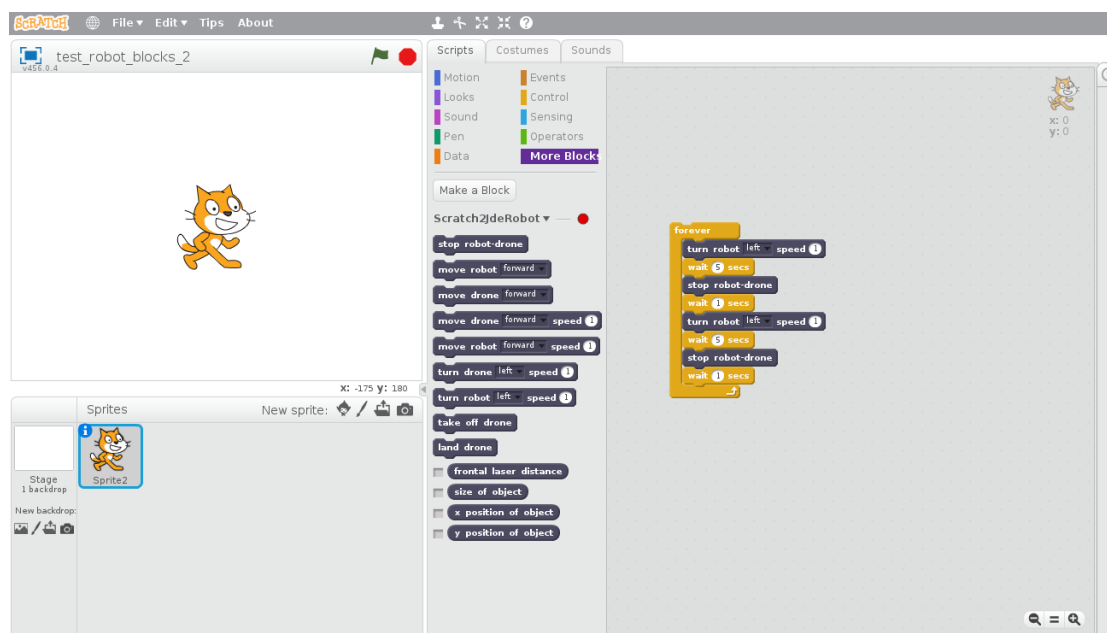 SCRATCH File Edit Tips About
test_robot_blocks_2
v456.0.4
X: -175 Y: 180
Sprites New sprite:
Stage
1 backdrop
New backdrop:
Sprite2
Scripts Costumes Sounds
Motion Events
Looks Control
Sound Sensing
Pen Operators
Data More Blocks
Make a Block
Scratch2JdeRobot
stop robot-drone
move robot forward
move drone forward
move drone forward speed 1
move robot forward speed 1
turn drone left speed 1
turn robot left speed 1
take off drone
land drone
frontal laser distance
size of object
x position of object
y position of object
x: 0
y: 0
forever
turn robot left speed 1
wait 5 secs
stop robot-drone
wait 1 secs
turn robot left speed 1
wait 5 secs
stop robot-drone
wait 1 secs